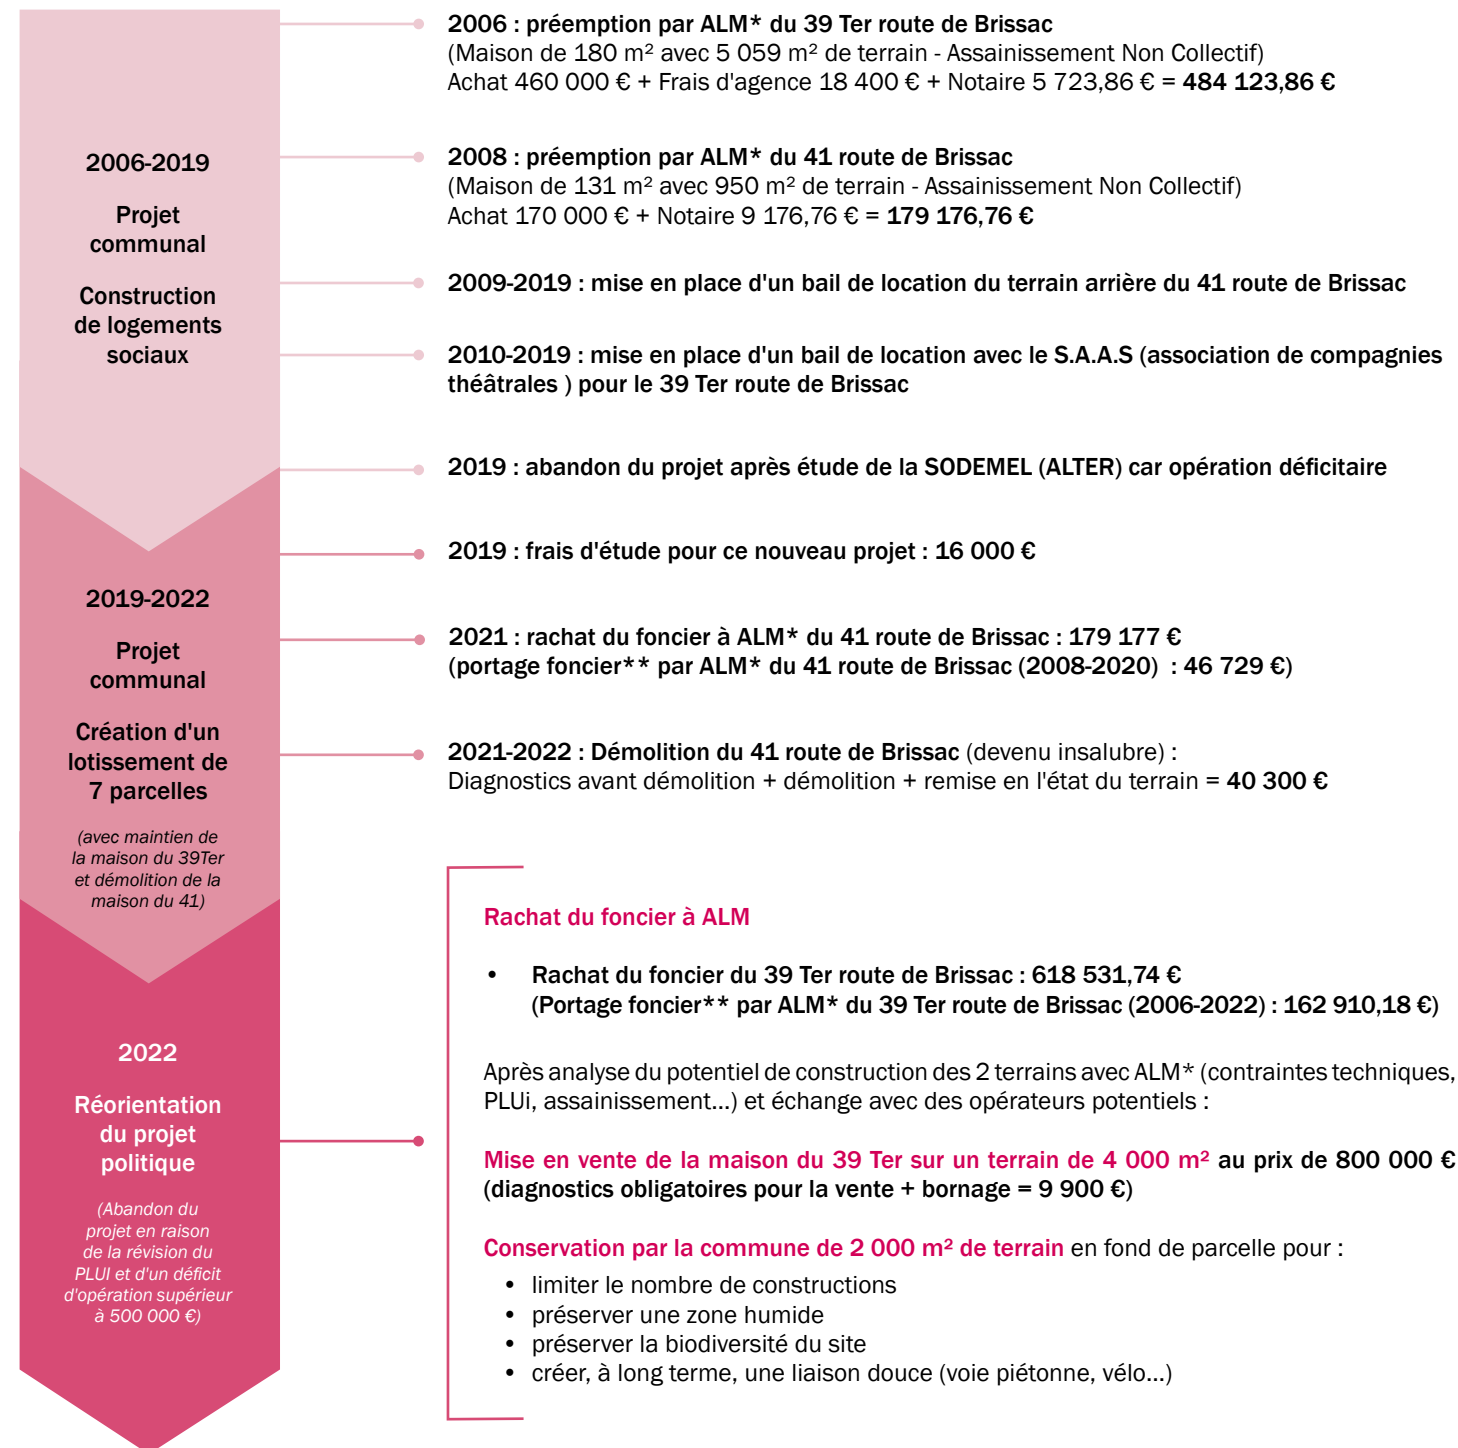 2006 : préemption par ALM* du 39 Ter route de Brissac
(Maison de 180 m² avec 5 059 m² de terrain - Assainissement Non Collectif)
Achat 460 000 € + Frais d'agence 18 400 € + Notaire 5 723,86 € = 484 123,86 €
2006-2019
Projet
communal
Construction
de logements
sociaux
2008 : préemption par ALM* du 41 route de Brissac
(Maison de 131 m² avec 950 m² de terrain - Assainissement Non Collectif)
Achat 170 000 € + Notaire 9 176,76 € = 179 176,76 €
2009-2019 : mise en place d'un bail de location du terrain arrière du 41 route de Brissac
2010-2019 : mise en place d'un bail de location avec le S.A.A.S (association de compagnies
théâtrales ) pour le 39 Ter route de Brissac
2019 : abandon du projet après étude de la SODEMEL (ALTER) car opération déficitaire
2019 : frais d'étude pour ce nouveau projet : 16 000 €
2019-2022
Projet
communal
Création d'un
lotissement de
7 parcelles
(avec maintien de
la maison du 39Ter
et démolition de la
maison du 41)
2021 : rachat du foncier à ALM* du 41 route de Brissac : 179 177 €
(portage foncier** par ALM* du 41 route de Brissac (2008-2020) : 46 729 €)
2021-2022 : Démolition du 41 route de Brissac (devenu insalubre) :
Diagnostics avant démolition + démolition + remise en l'état du terrain = 40 300 €
2022
Réorientation
du projet
politique
(Abandon du
projet en raison
de la révision du
PLUI et d'un déficit
d'opération supérieur
à 500 000 €)
Rachat du foncier à ALM
• Rachat du foncier du 39 Ter route de Brissac : 618 531,74 €
(Portage foncier** par ALM* du 39 Ter route de Brissac (2006-2022) : 162 910,18 €)
Après analyse du potentiel de construction des 2 terrains avec ALM* (contraintes techniques,
PLUi, assainissement...) et échange avec des opérateurs potentiels :
Mise en vente de la maison du 39 Ter sur un terrain de 4 000 m² au prix de 800 000 €
(diagnostics obligatoires pour la vente + bornage = 9 900 €)
Conservation par la commune de 2 000 m² de terrain en fond de parcelle pour :
• limiter le nombre de constructions
• préserver une zone humide
• préserver la biodiversité du site
• créer, à long terme, une liaison douce (voie piétonne, vélo...)